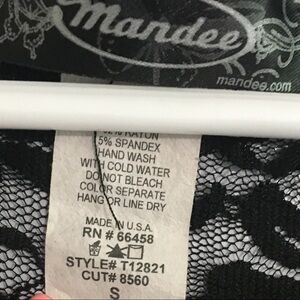 Mandee
mandee.com
% RAYON
5% SPANDEX
HAND WASH
WITH COLD WATER
DO NOT BLEACH
COLOR SEPARATE
HANG OR LINE DRY
MADE IN U.S.A.
RN # 66458
STYLE# T12821
CUT# 8560
S